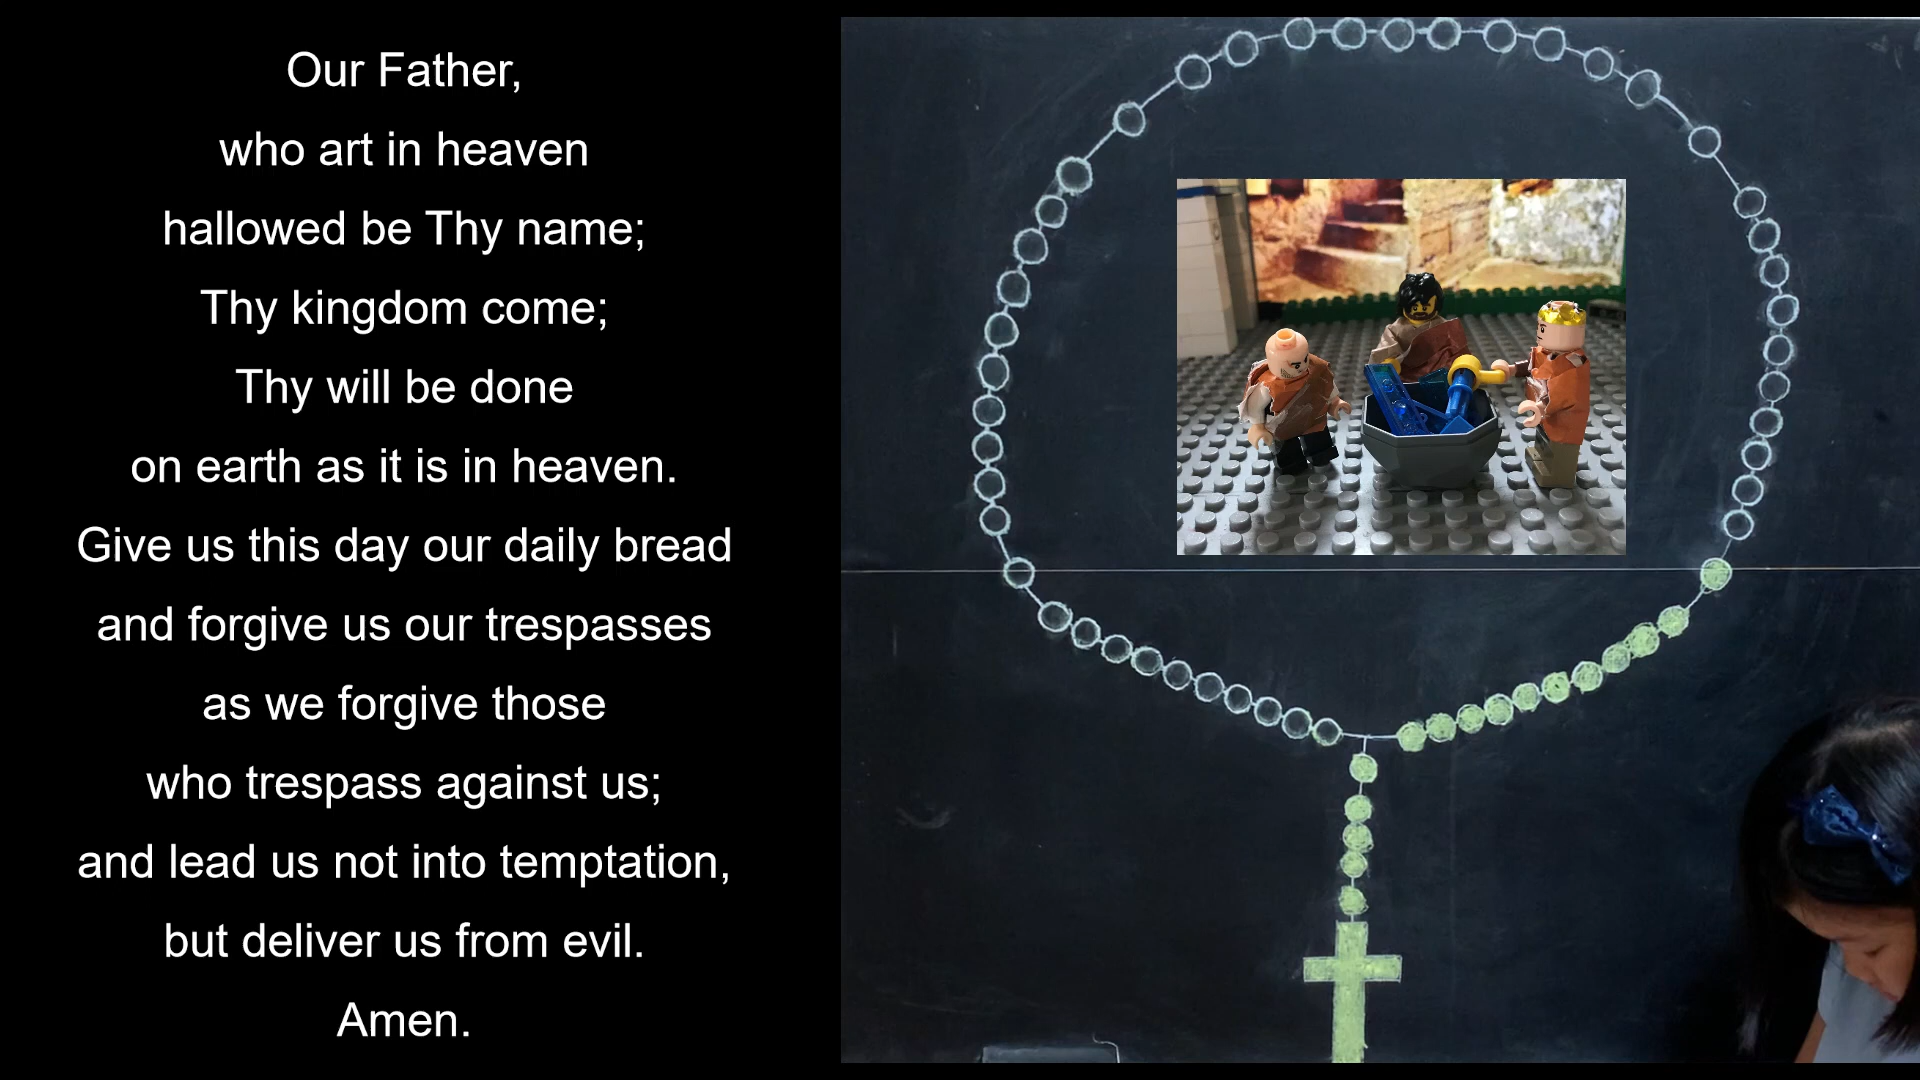 Our Father,
who art in heaven
hallowed be Thy name;
Thy kingdom come;
Thy will be done
on earth as it is in heaven.
Give us this day our daily bread
and forgive us our trespasses
as we forgive those
who trespass against us;
and lead us not into temptation,
but deliver us from evil.
Amen.